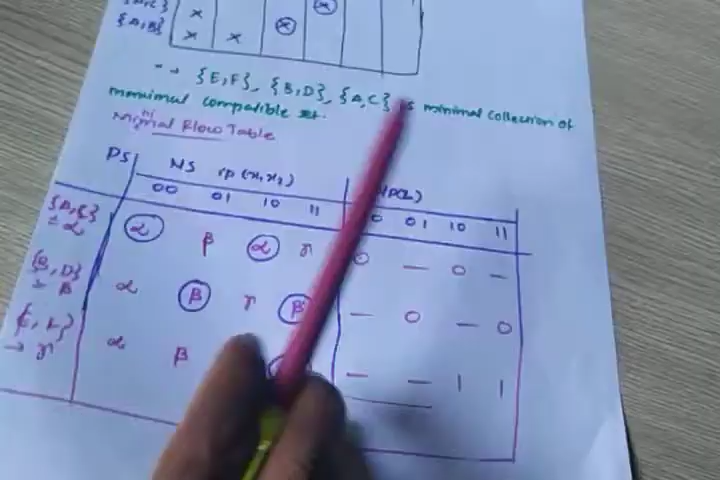 {A,B} x x x
x
∴ → {E,F}, {B,D}, {A,C} is minimal collection of
maximal compatible set.
Minimal Flow Table
PS NS ip (x1 x2)
00 01 10 11 0 01 10 11
= α α β α r 0 — 0 —
{B,D}
= β α β r β — 0 — 0
→ r α β — — 1 1